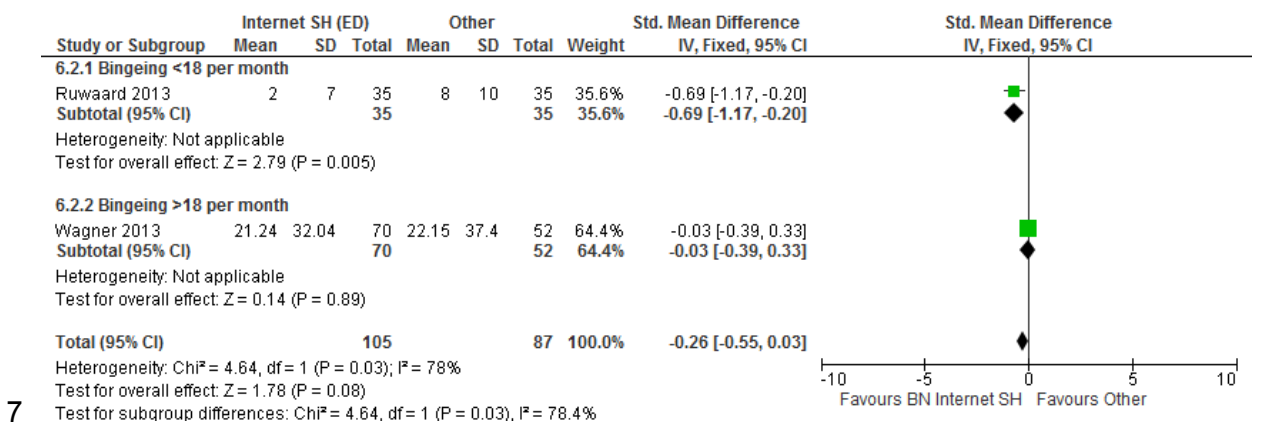 Internet SH (ED) Other Std. Mean Difference Std. Mean Difference
Study or Subgroup Mean SD Total Mean SD Total Weight IV, Fixed, 95% CI IV, Fixed, 95% CI
6.2.1 Bingeing <18 per month
Ruwaard 2013 2 7 35 8 10 35 35.6% -0.69 [-1.17, -0.20]
Subtotal (95% CI) 35 35 35.6% -0.69 [-1.17, -0.20]
Heterogeneity: Not applicable
Test for overall effect: Z = 2.79 (P = 0.005)
6.2.2 Bingeing >18 per month
Wagner 2013 21.24 32.04 70 22.15 37.4 52 64.4% -0.03 [-0.39, 0.33]
Subtotal (95% CI) 70 52 64.4% -0.03 [-0.39, 0.33]
Heterogeneity: Not applicable
Test for overall effect: Z = 0.14 (P = 0.89)
Total (95% CI) 105 87 100.0% -0.26 [-0.55, 0.03]
Heterogeneity: Chi² = 4.64, df = 1 (P = 0.03); I² = 78%
-10 -5 0 5 10
Test for overall effect: Z = 1.78 (P = 0.08)
Favours BN Internet SH Favours Other
7 Test for subgroup differences: Chi² = 4.64, df = 1 (P = 0.03), I² = 78.4%